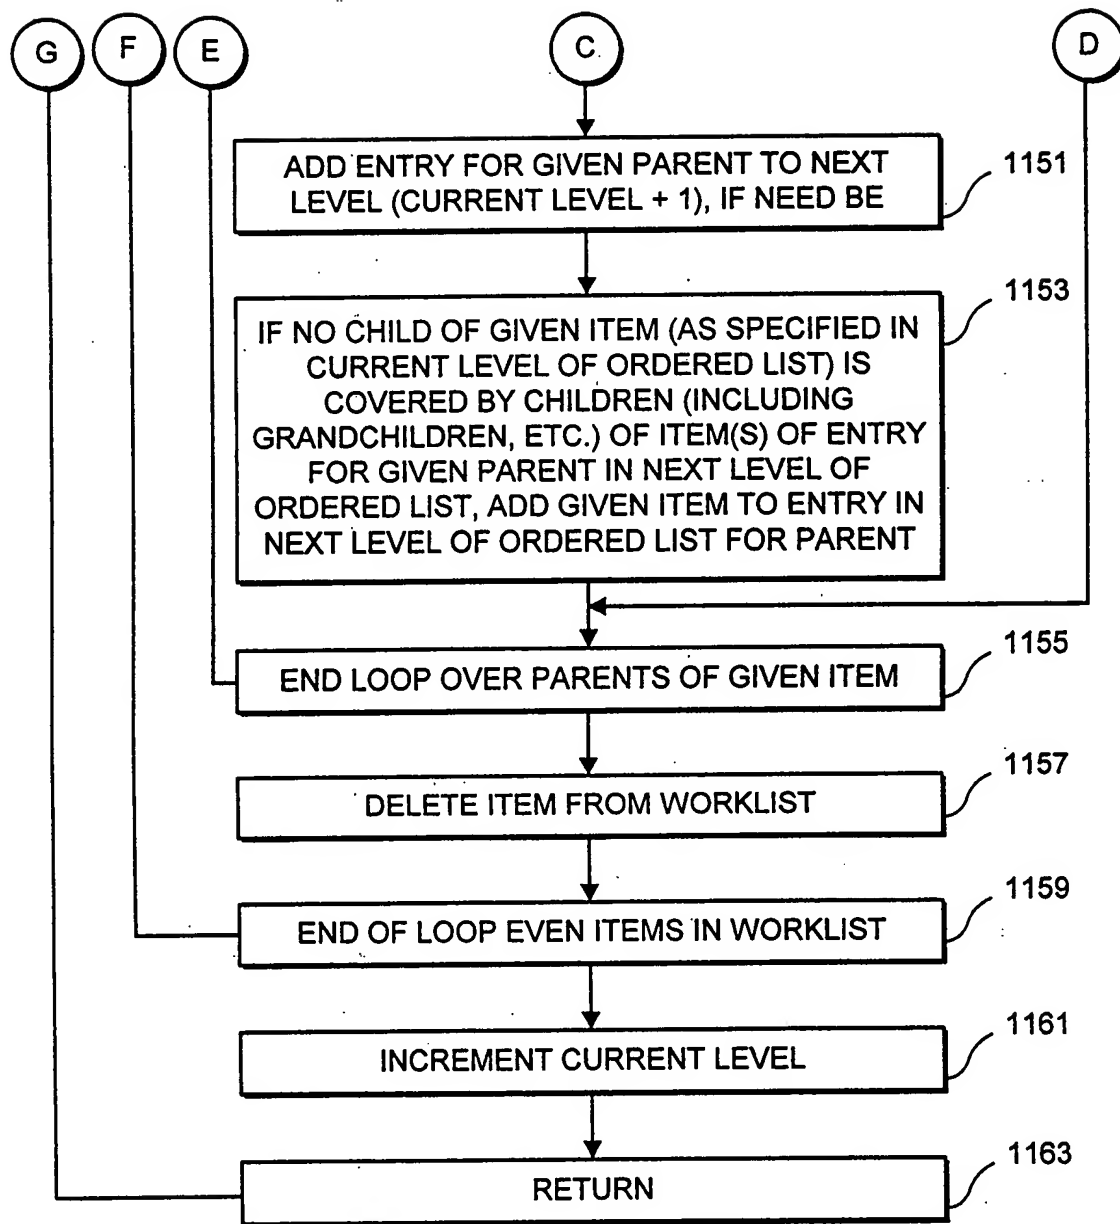 G
F
E
C
D
ADD ENTRY FOR GIVEN PARENT TO NEXT
LEVEL (CURRENT LEVEL + 1), IF NEED BE
1151
IF NO CHILD OF GIVEN ITEM (AS SPECIFIED IN
CURRENT LEVEL OF ORDERED LIST) IS
COVERED BY CHILDREN (INCLUDING
GRANDCHILDREN, ETC.) OF ITEM(S) OF ENTRY
FOR GIVEN PARENT IN NEXT LEVEL OF
ORDERED LIST, ADD GIVEN ITEM TO ENTRY IN
NEXT LEVEL OF ORDERED LIST FOR PARENT
1153
END LOOP OVER PARENTS OF GIVEN ITEM
1155
DELETE ITEM FROM WORKLIST
1157
END OF LOOP EVEN ITEMS IN WORKLIST
1159
INCREMENT CURRENT LEVEL
1161
RETURN
1163